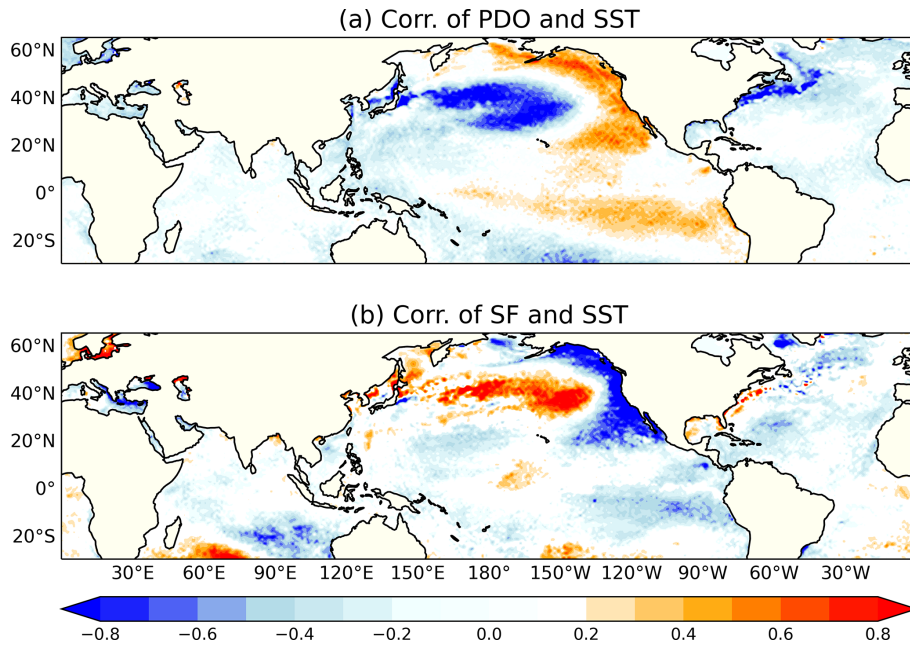 (a) Corr. of PDO and SST
60°N
40°N
20°N
0°
20°S
(b) Corr. of SF and SST
60°N
40°N
20°N
0°
20°S
30°E 60°E 90°E 120°E 150°E 180° 150°W 120°W 90°W 60°W 30°W
−0.8 −0.6 −0.4 −0.2 0.0 0.2 0.4 0.6 0.8